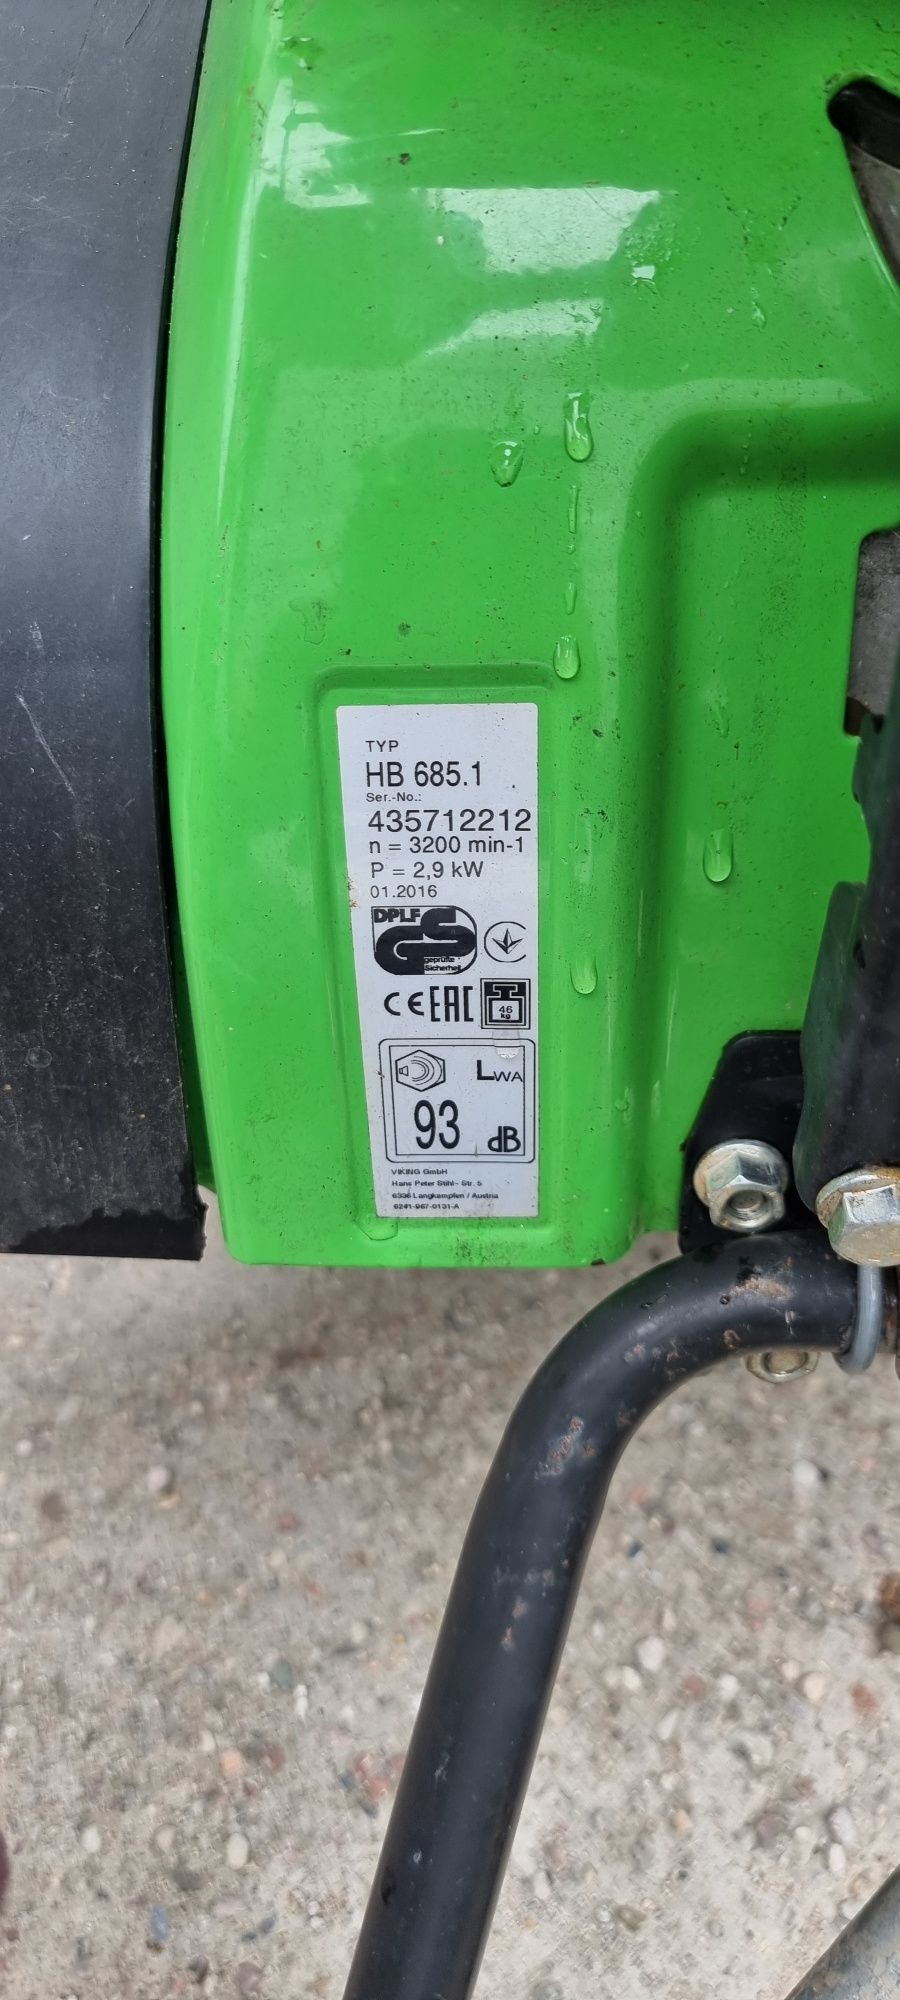 TYP
HB 685.1
Ser.-No.:
435712212
n = 3200 min-1
P = 2,9 kW
01.2016
DPLF
GS
geprüfte
Sicherheit
CE EAC
46
kg
LWA
93 dB
VIKING GmbH
Hans Peter Stihl- Str. 5
6336 Langkampfen / Austria
6241-967-0131-A